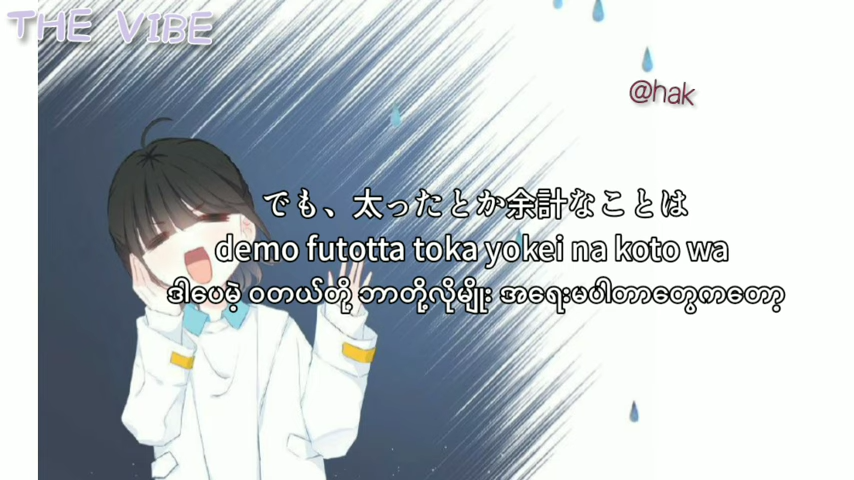 THE VIBE
@hak
でも、太ったとか余計なことは
demo futotta toka yokei na koto wa
ဒါပေမဲ့ ဝတယ်တို့ ဘာတို့လိုမျိုး အရေးမပါတာတွေကတော့